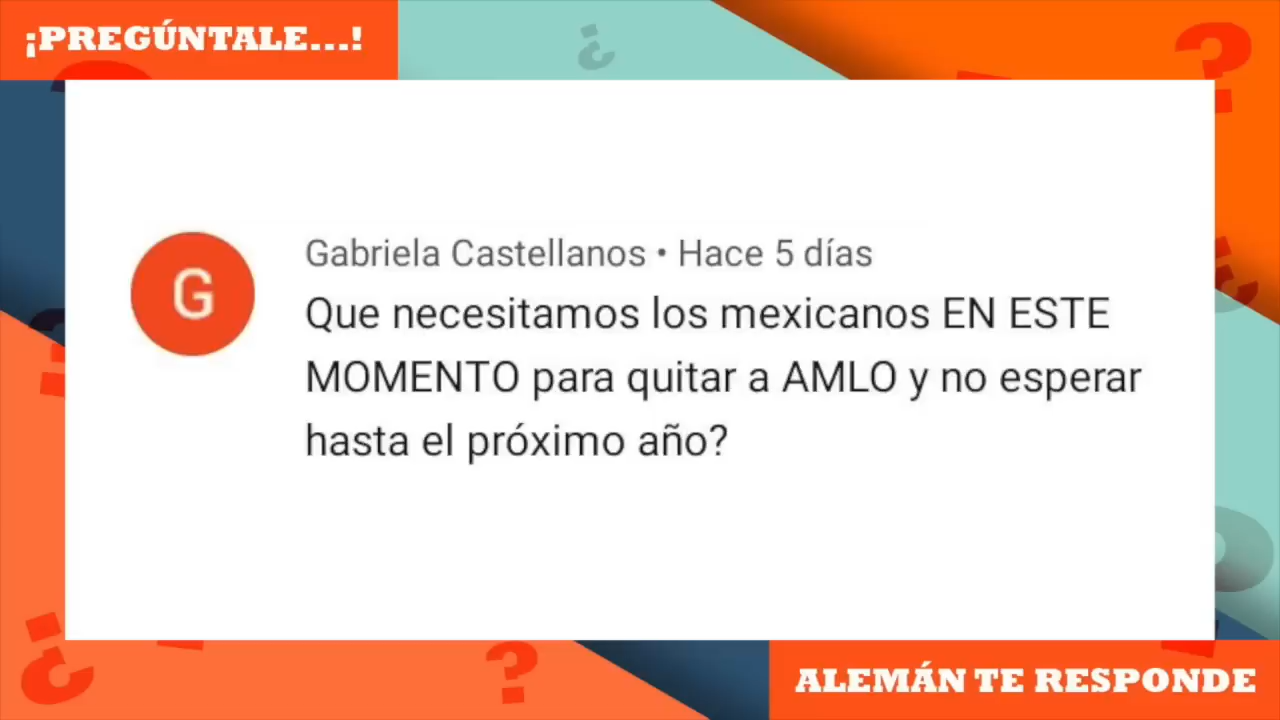 ¡PREGÚNTALE...!
G
Gabriela Castellanos • Hace 5 días
Que necesitamos los mexicanos EN ESTE
MOMENTO para quitar a AMLO y no esperar
hasta el próximo año?
ALEMÁN TE RESPONDE